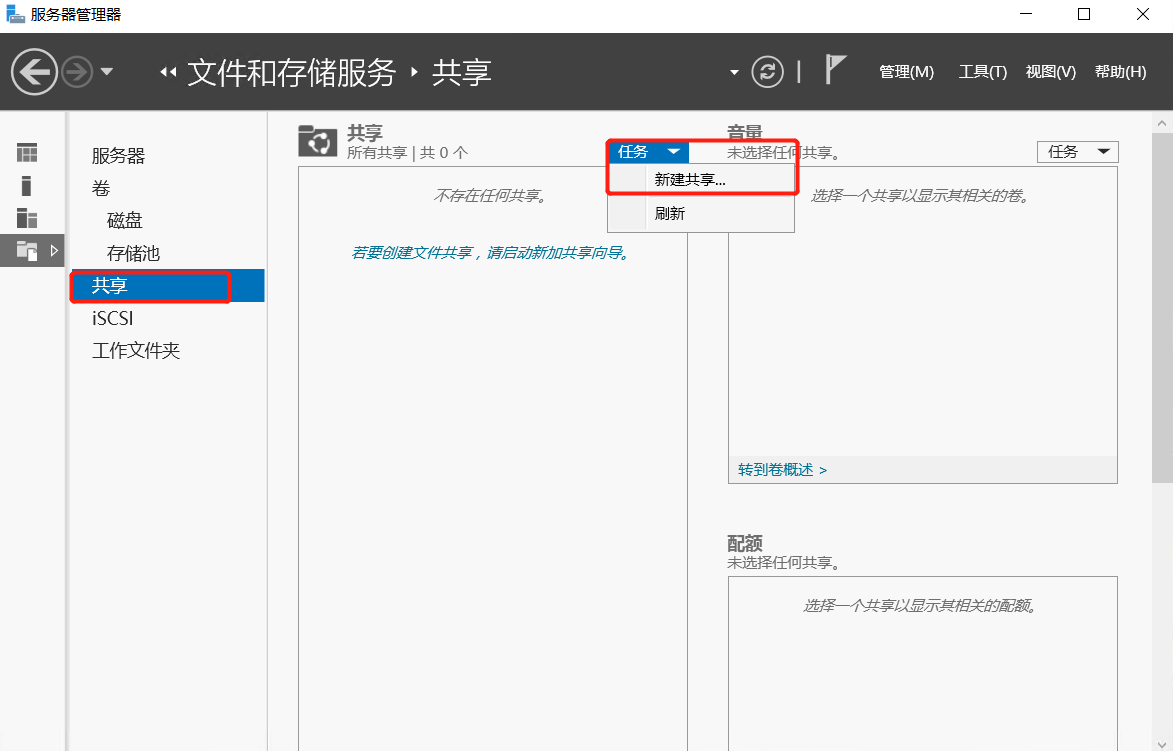 服务器管理器
文件和存储服务
共享
管理(M)
工具(T)
视图(V)
帮助(H)
服务器
卷
磁盘
存储池
共享
iSCSI
工作文件夹
共享
所有共享 | 共 0 个
任务
新建共享...
刷新
不存在任何共享。
若要创建文件共享，请启动新加共享向导。
音量
未选择任何共享。
任务
选择一个共享以显示其相关的卷。
转到卷概述 >
配额
未选择任何共享。
选择一个共享以显示其相关的配额。